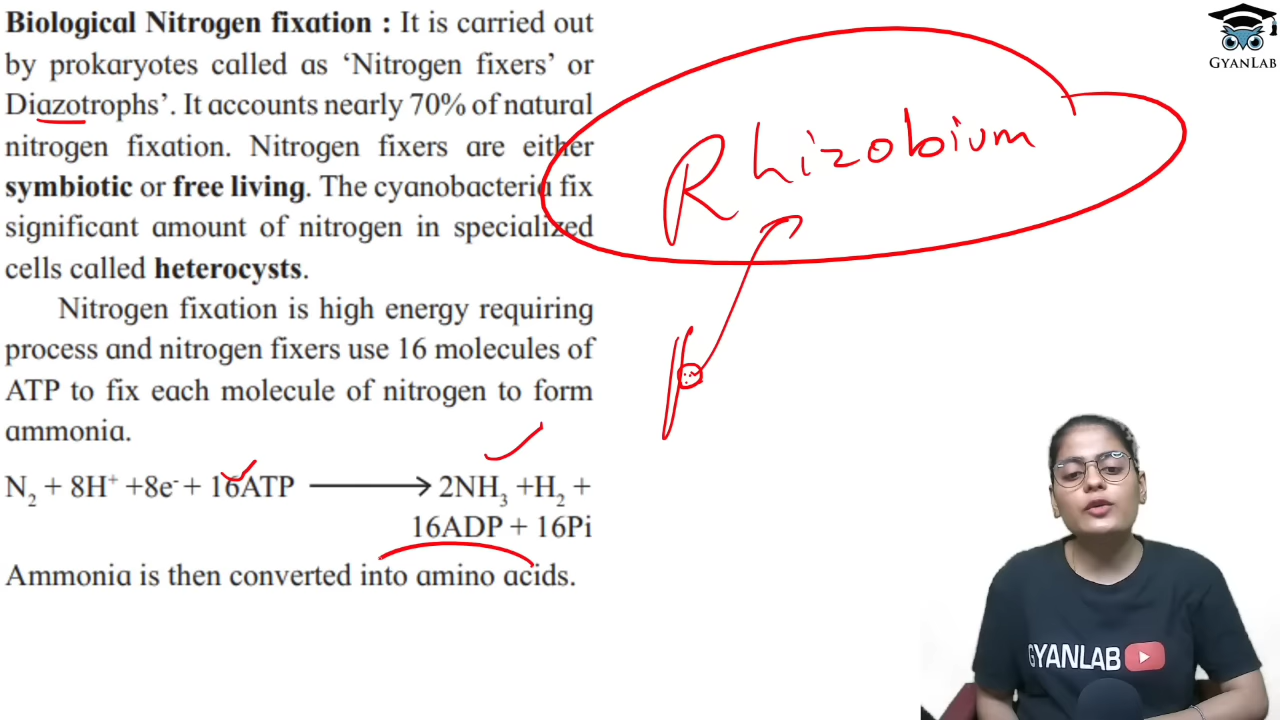 Biological Nitrogen fixation : It is carried out
by prokaryotes called as ‘Nitrogen fixers’ or
Diazotrophs’. It accounts nearly 70% of natural
nitrogen fixation. Nitrogen fixers are either
symbiotic or free living. The cyanobacteria fix
significant amount of nitrogen in specialized
cells called heterocysts.
Nitrogen fixation is high energy requiring
process and nitrogen fixers use 16 molecules of
ATP to fix each molecule of nitrogen to form
ammonia.
N₂ + 8H⁺ +8e⁻ + 16ATP ⟶ 2NH₃ +H₂ +
16ADP + 16Pi
Ammonia is then converted into amino acids.
Rhizobium
GYANLAB
GYANLAB